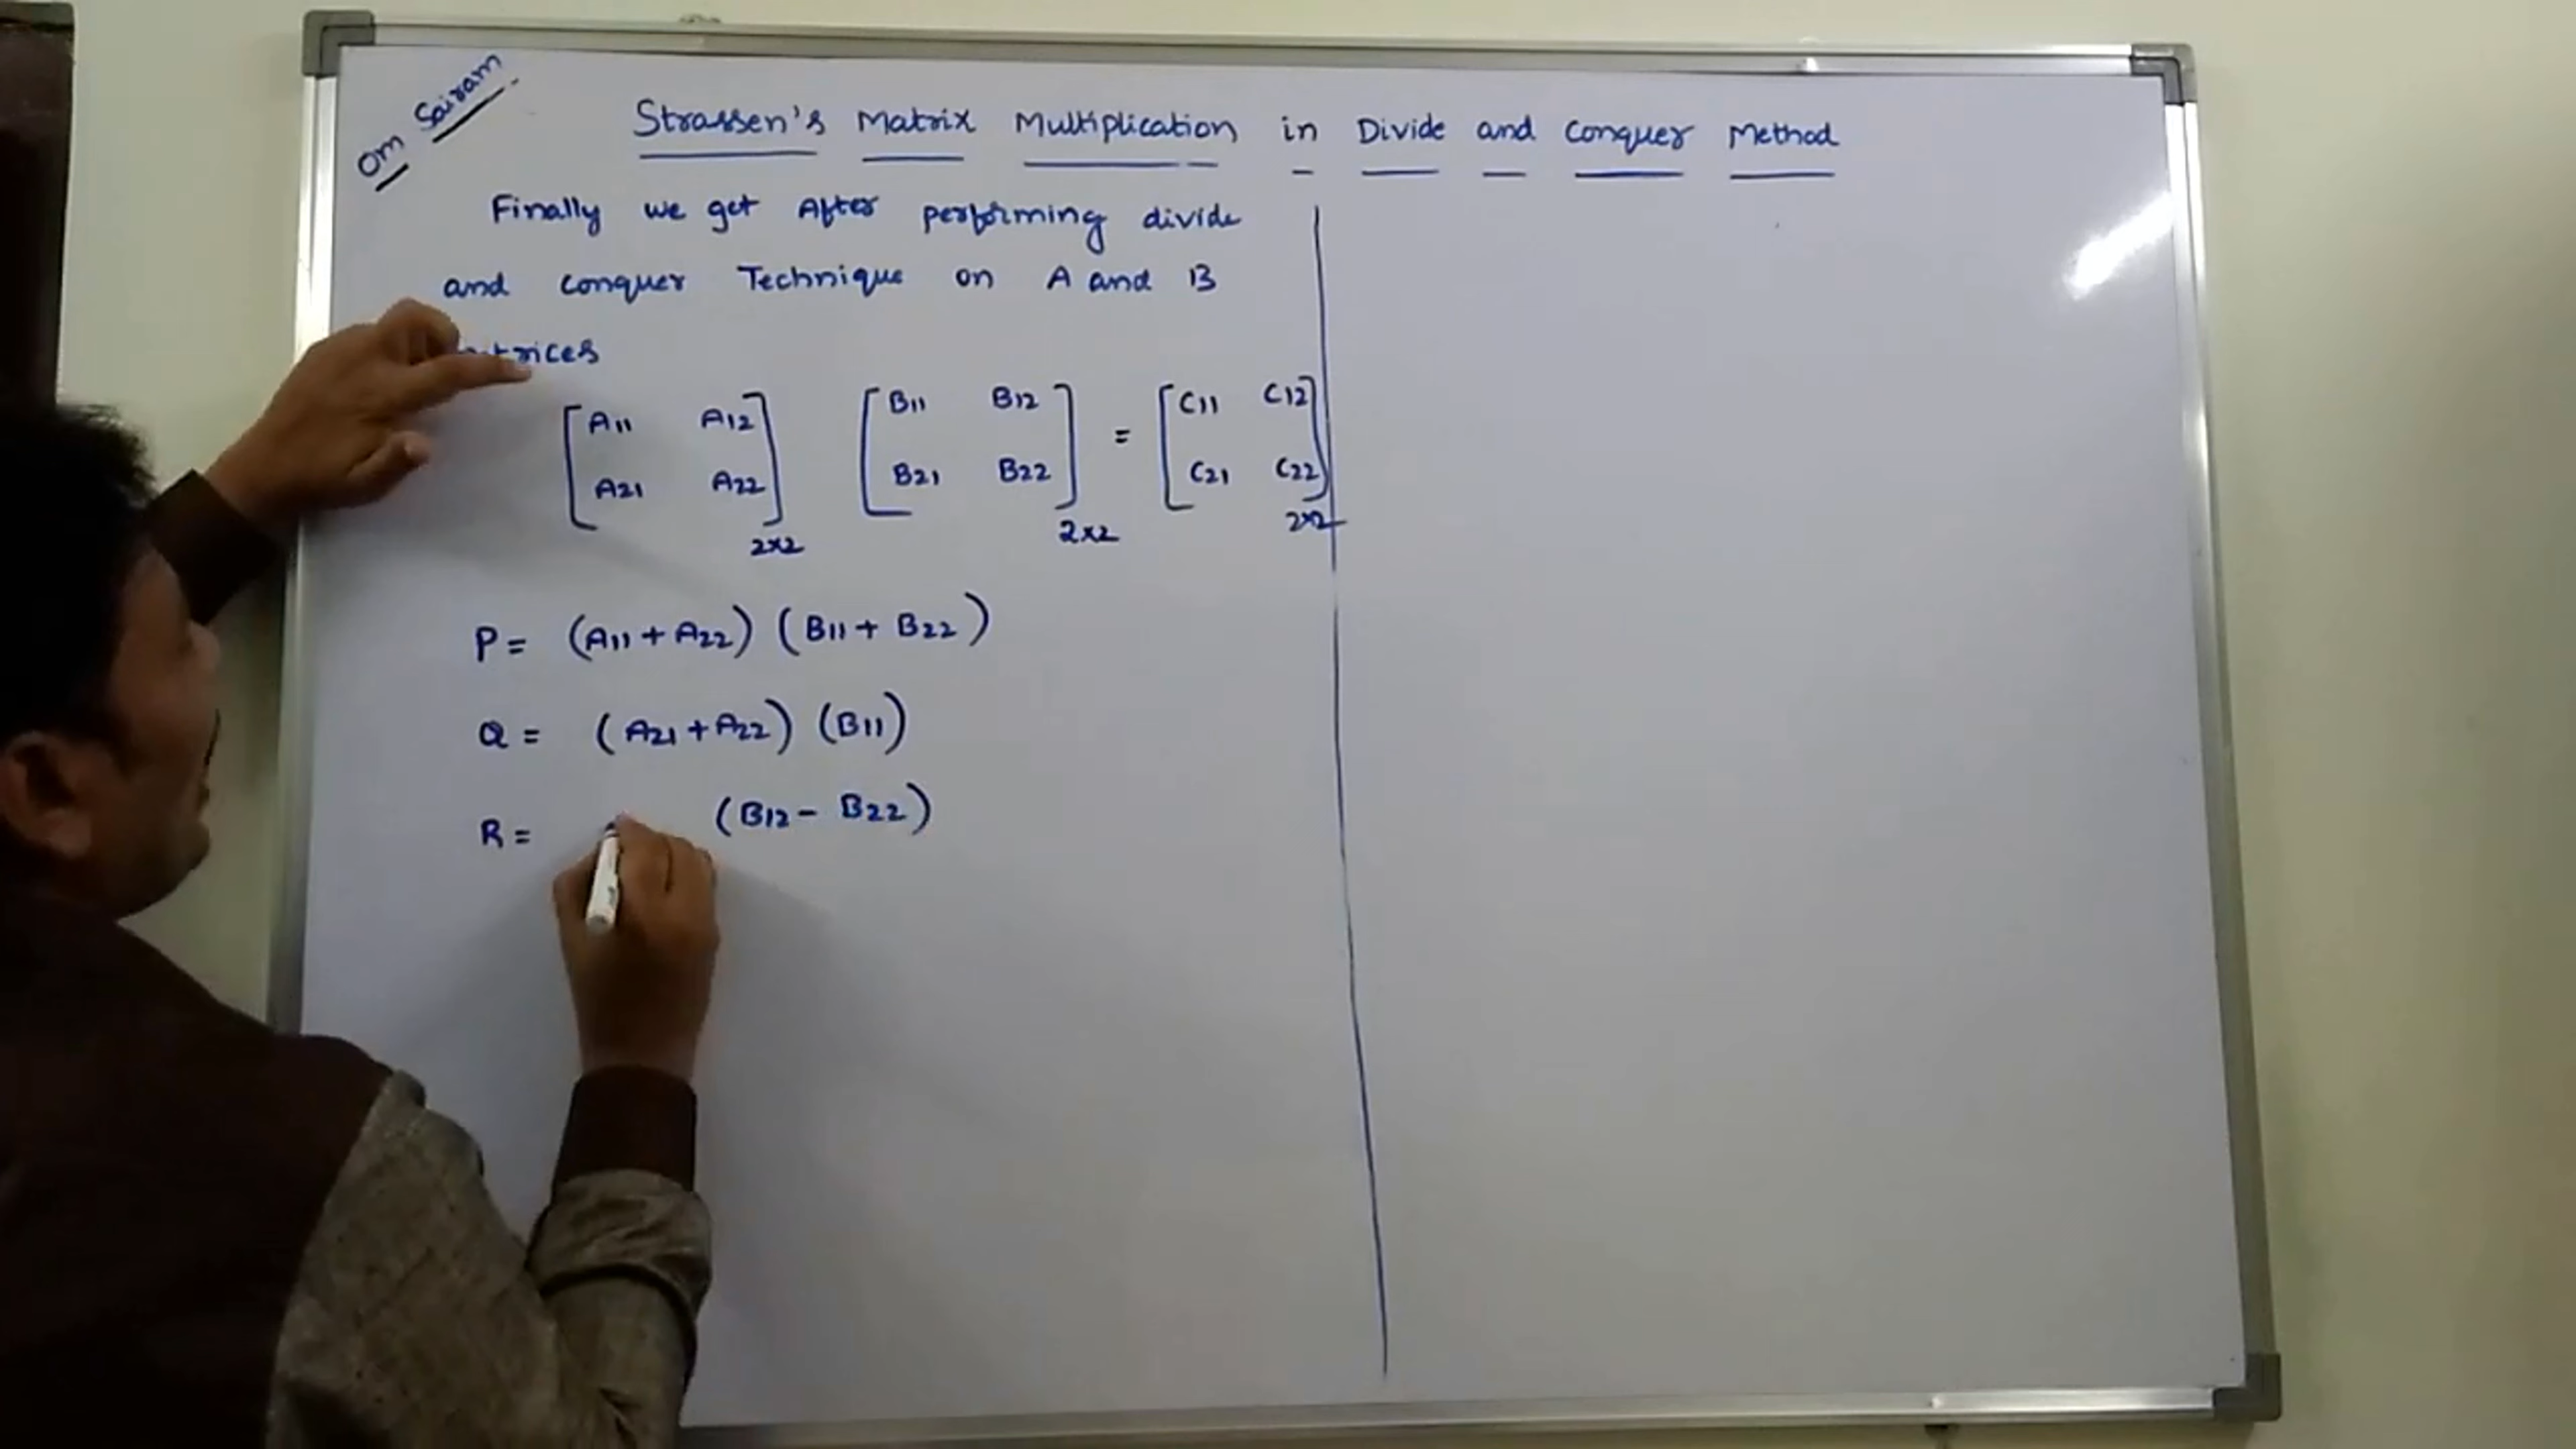 Om Sairam
Strassen's Matrix Multiplication in Divide and Conquer Method
Finally we get After performing divide
and conquer Technique on A and B
A11 A12 B11 B12 = C11 C12
A21 A22 B21 B22 C21 C22
2x2 2x2 2x2
P = (A11 + A22) (B11 + B22)
Q = (A21 + A22) (B11)
R = (B12 - B22)